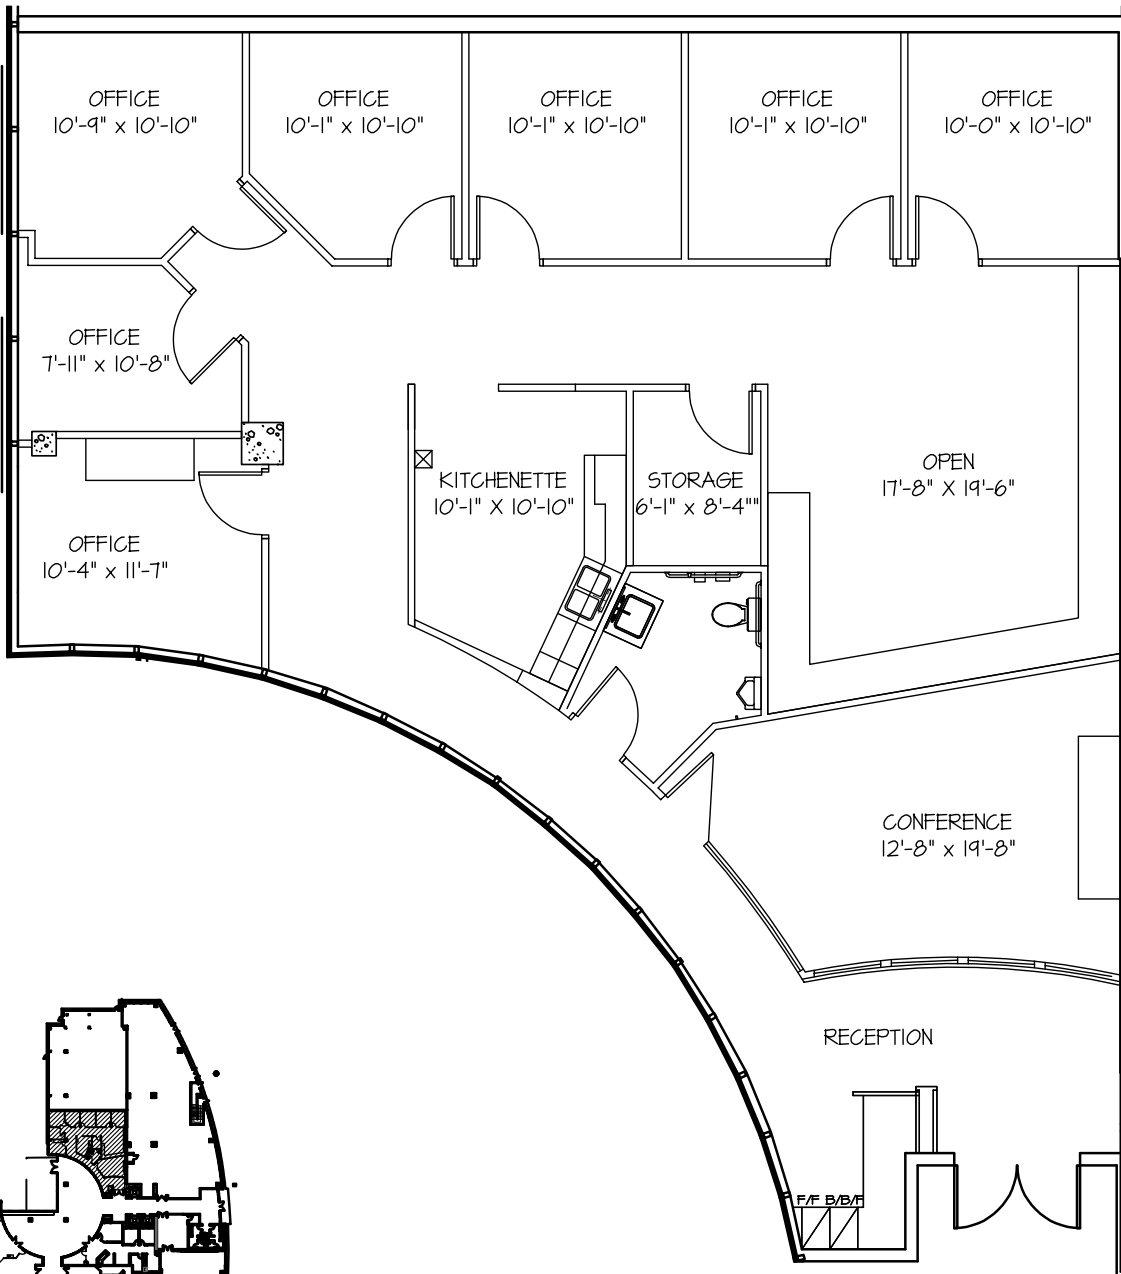 OFFICE
10'-9" x 10'-10"
OFFICE
10'-1" x 10'-10"
OFFICE
10'-1" x 10'-10"
OFFICE
10'-1" x 10'-10"
OFFICE
10'-0" x 10'-10"
OFFICE
7'-11" x 10'-8"
OFFICE
10'-4" x 11'-7"
KITCHENETTE
10'-1" X 10'-10"
STORAGE
6'-1" x 8'-4""
OPEN
17'-8" X 19'-6"
CONFERENCE
12'-8" x 19'-8"
RECEPTION
F/F B/B/F